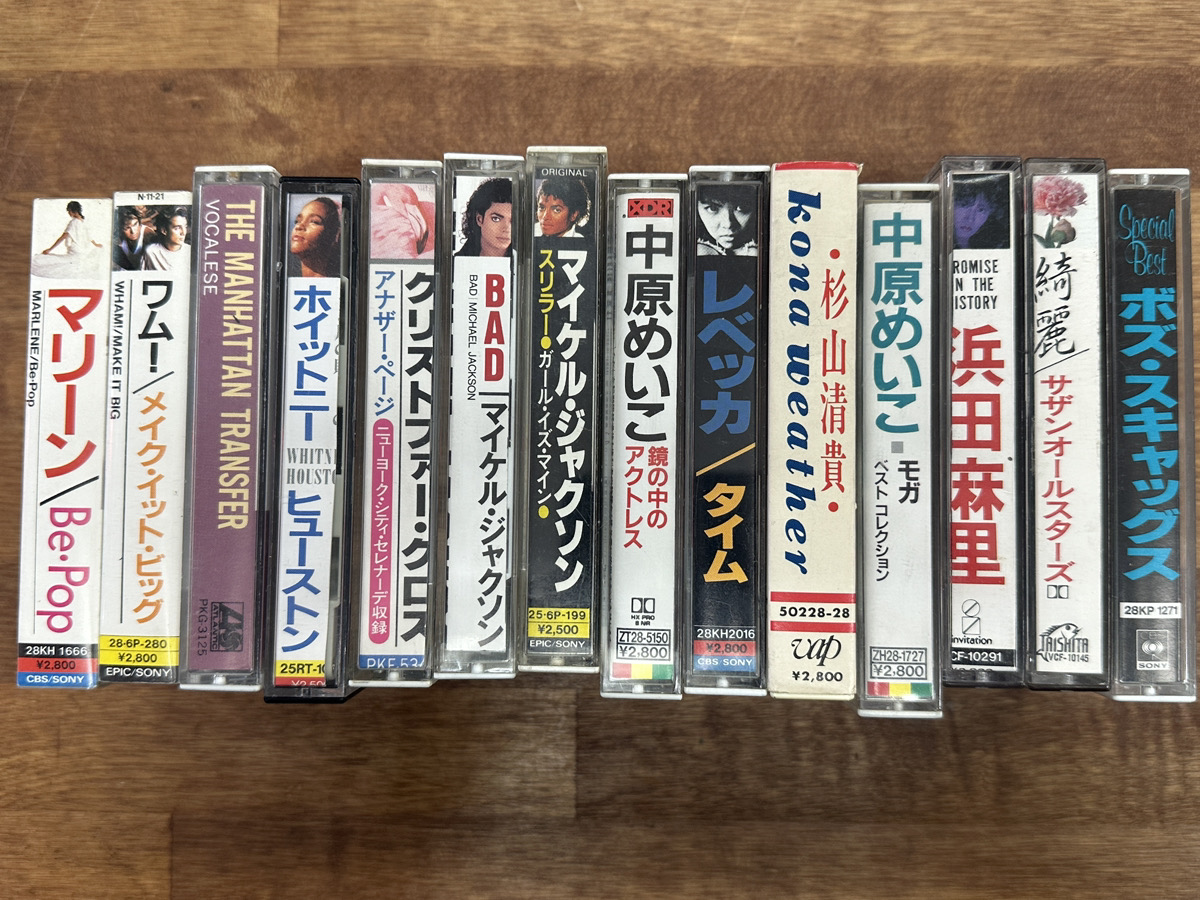 マリーン/Be・Pop
MARLENE/Be・Pop
28KH 1666
¥2,800
CBS/SONY
N-11-21
ワム!/メイク・イット・ビッグ
WHAM!/MAKE IT BIG
28・6P-280
¥2,800
EPIC/SONY
THE MANHATTAN TRANSFER
VOCALESE
ATLANTIC
PKG-3125
ホイットニー・ヒューストン
WHITN
HOUSTO
25RT-10
クリストファー・クロス
アナザー・ページ
ニューヨーク・シティ・セレナーデ収録
PKF 534
BAD/マイケル・ジャクソン
BAD/MICHAEL JACKSON
ORIGINAL
マイケル・ジャクソン
スリラー●ガール・イズ・マイン●
25・6P-199
¥2,500
EPIC/SONY
XDR
中原めいこ
鏡の中の
アクトレス
HX PRO
B NR
ZT28-5150
¥2,800
レベッカ/タイム
28KH2016
¥2,800
CBS/SONY
・杉山清貴・
kona weather
50228-28
vap
¥2,800
中原めいこ■モガ
ベスト コレクション
ZH28-1727
¥2,800
ROMISE
IN THE
ISTORY
浜田麻里
invitation
CF-10291
綺麗/サザンオールスターズ
TAISHITA
VCF-10145
Special
Best
ボズ・スキャッグス
28KP 1271
SONY